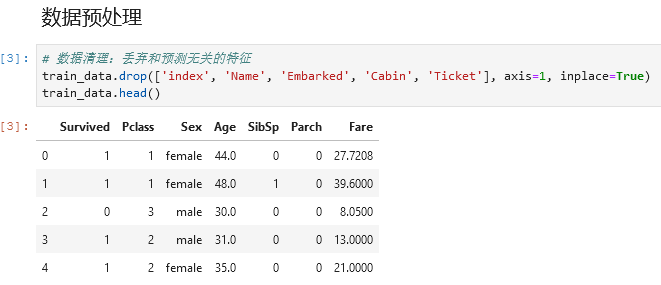 数据预处理
[3]: # 数据清理：丢弃和预测无关的特征
train_data.drop(['index', 'Name', 'Embarked', 'Cabin', 'Ticket'], axis=1, inplace=True)
train_data.head()
[3]: Survived Pclass Sex Age SibSp Parch Fare
0 1 1 female 44.0 0 0 27.7208
1 1 1 female 48.0 1 0 39.6000
2 0 3 male 30.0 0 0 8.0500
3 1 2 male 31.0 0 0 13.0000
4 1 2 female 35.0 0 0 21.0000